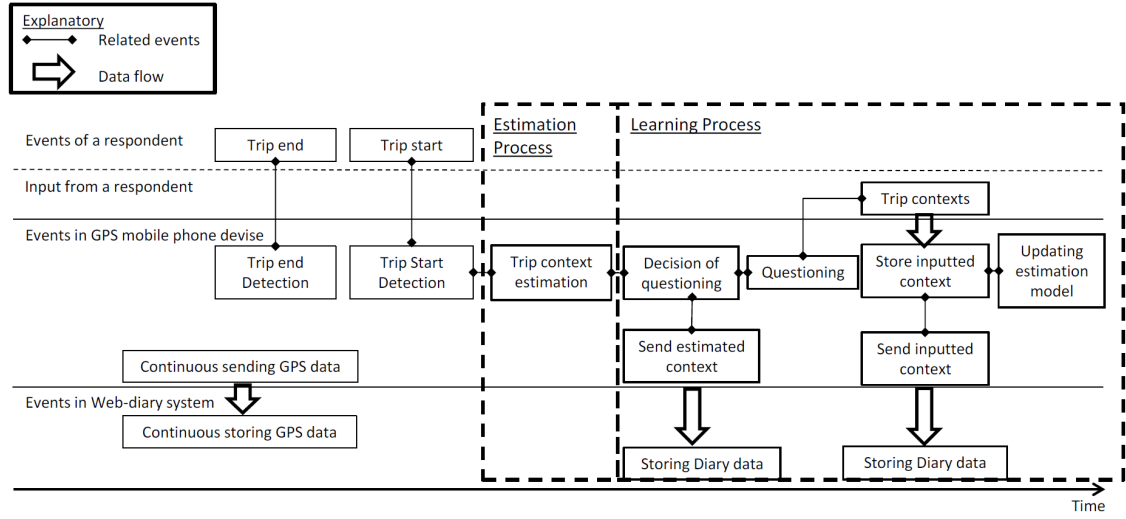 Explanatory
Related events
Data flow
Estimation
Process
Learning Process
Events of a respondent
Trip end
Trip start
Input from a respondent
Trip contexts
Events in GPS mobile phone devise
Trip end
Detection
Trip Start
Detection
Trip context
estimation
Decision of
questioning
Questioning
Store inputted
context
Updating
estimation
model
Send estimated
context
Send inputted
context
Continuous sending GPS data
Events in Web-diary system
Continuous storing GPS data
Storing Diary data
Storing Diary data
Time